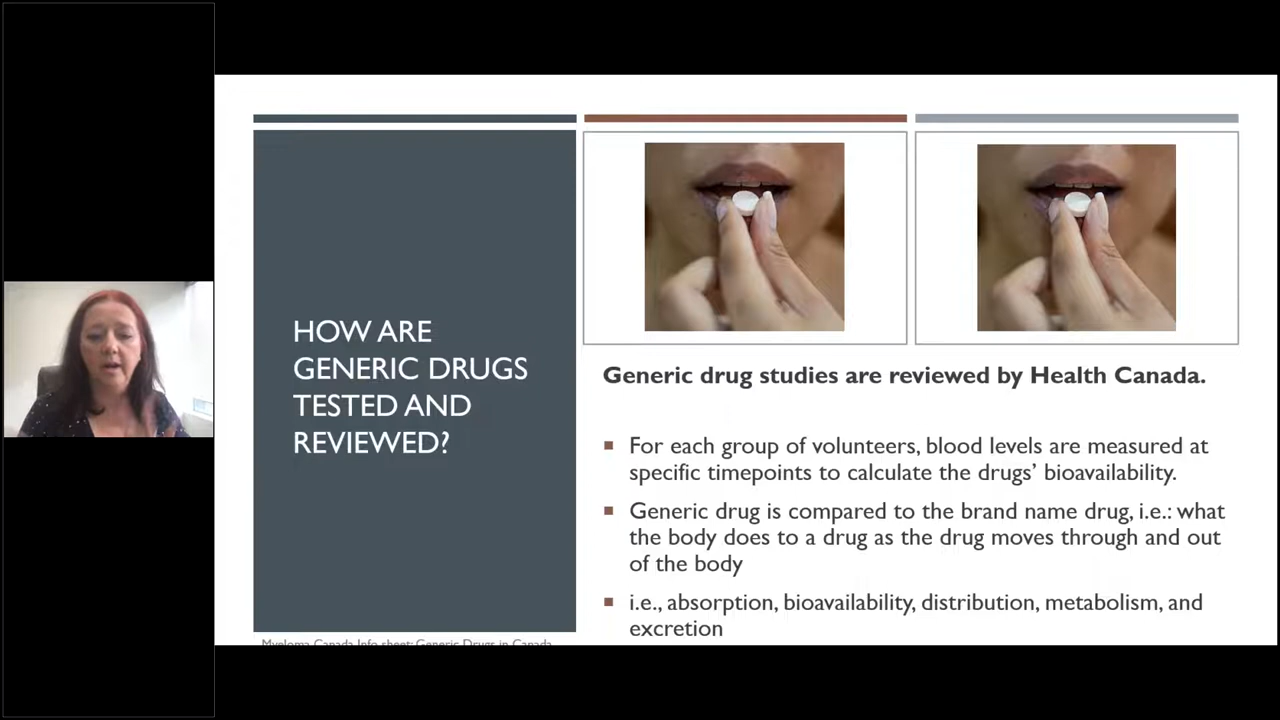 HOW ARE
GENERIC DRUGS
TESTED AND
REVIEWED?
Generic drug studies are reviewed by Health Canada.
For each group of volunteers, blood levels are measured at
specific timepoints to calculate the drugs' bioavailability.
Generic drug is compared to the brand name drug, i.e.: what
the body does to a drug as the drug moves through and out
of the body
i.e., absorption, bioavailability, distribution, metabolism, and
excretion
Myeloma Canada Info sheet: Generic Drugs in Canada